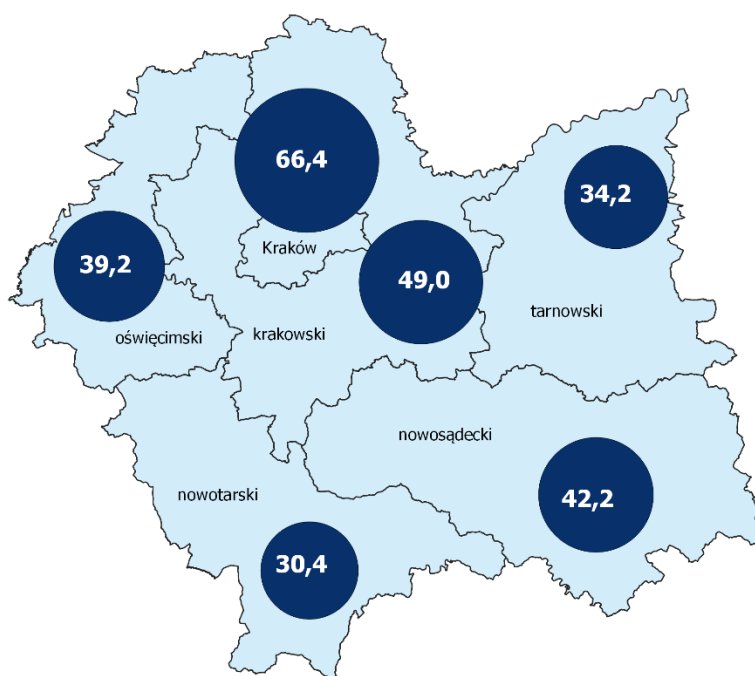 66,4
34,2
Kraków
39,2
49,0
tarnowski
oświęcimski
krakowski
nowosądecki
nowotarski
42,2
30,4